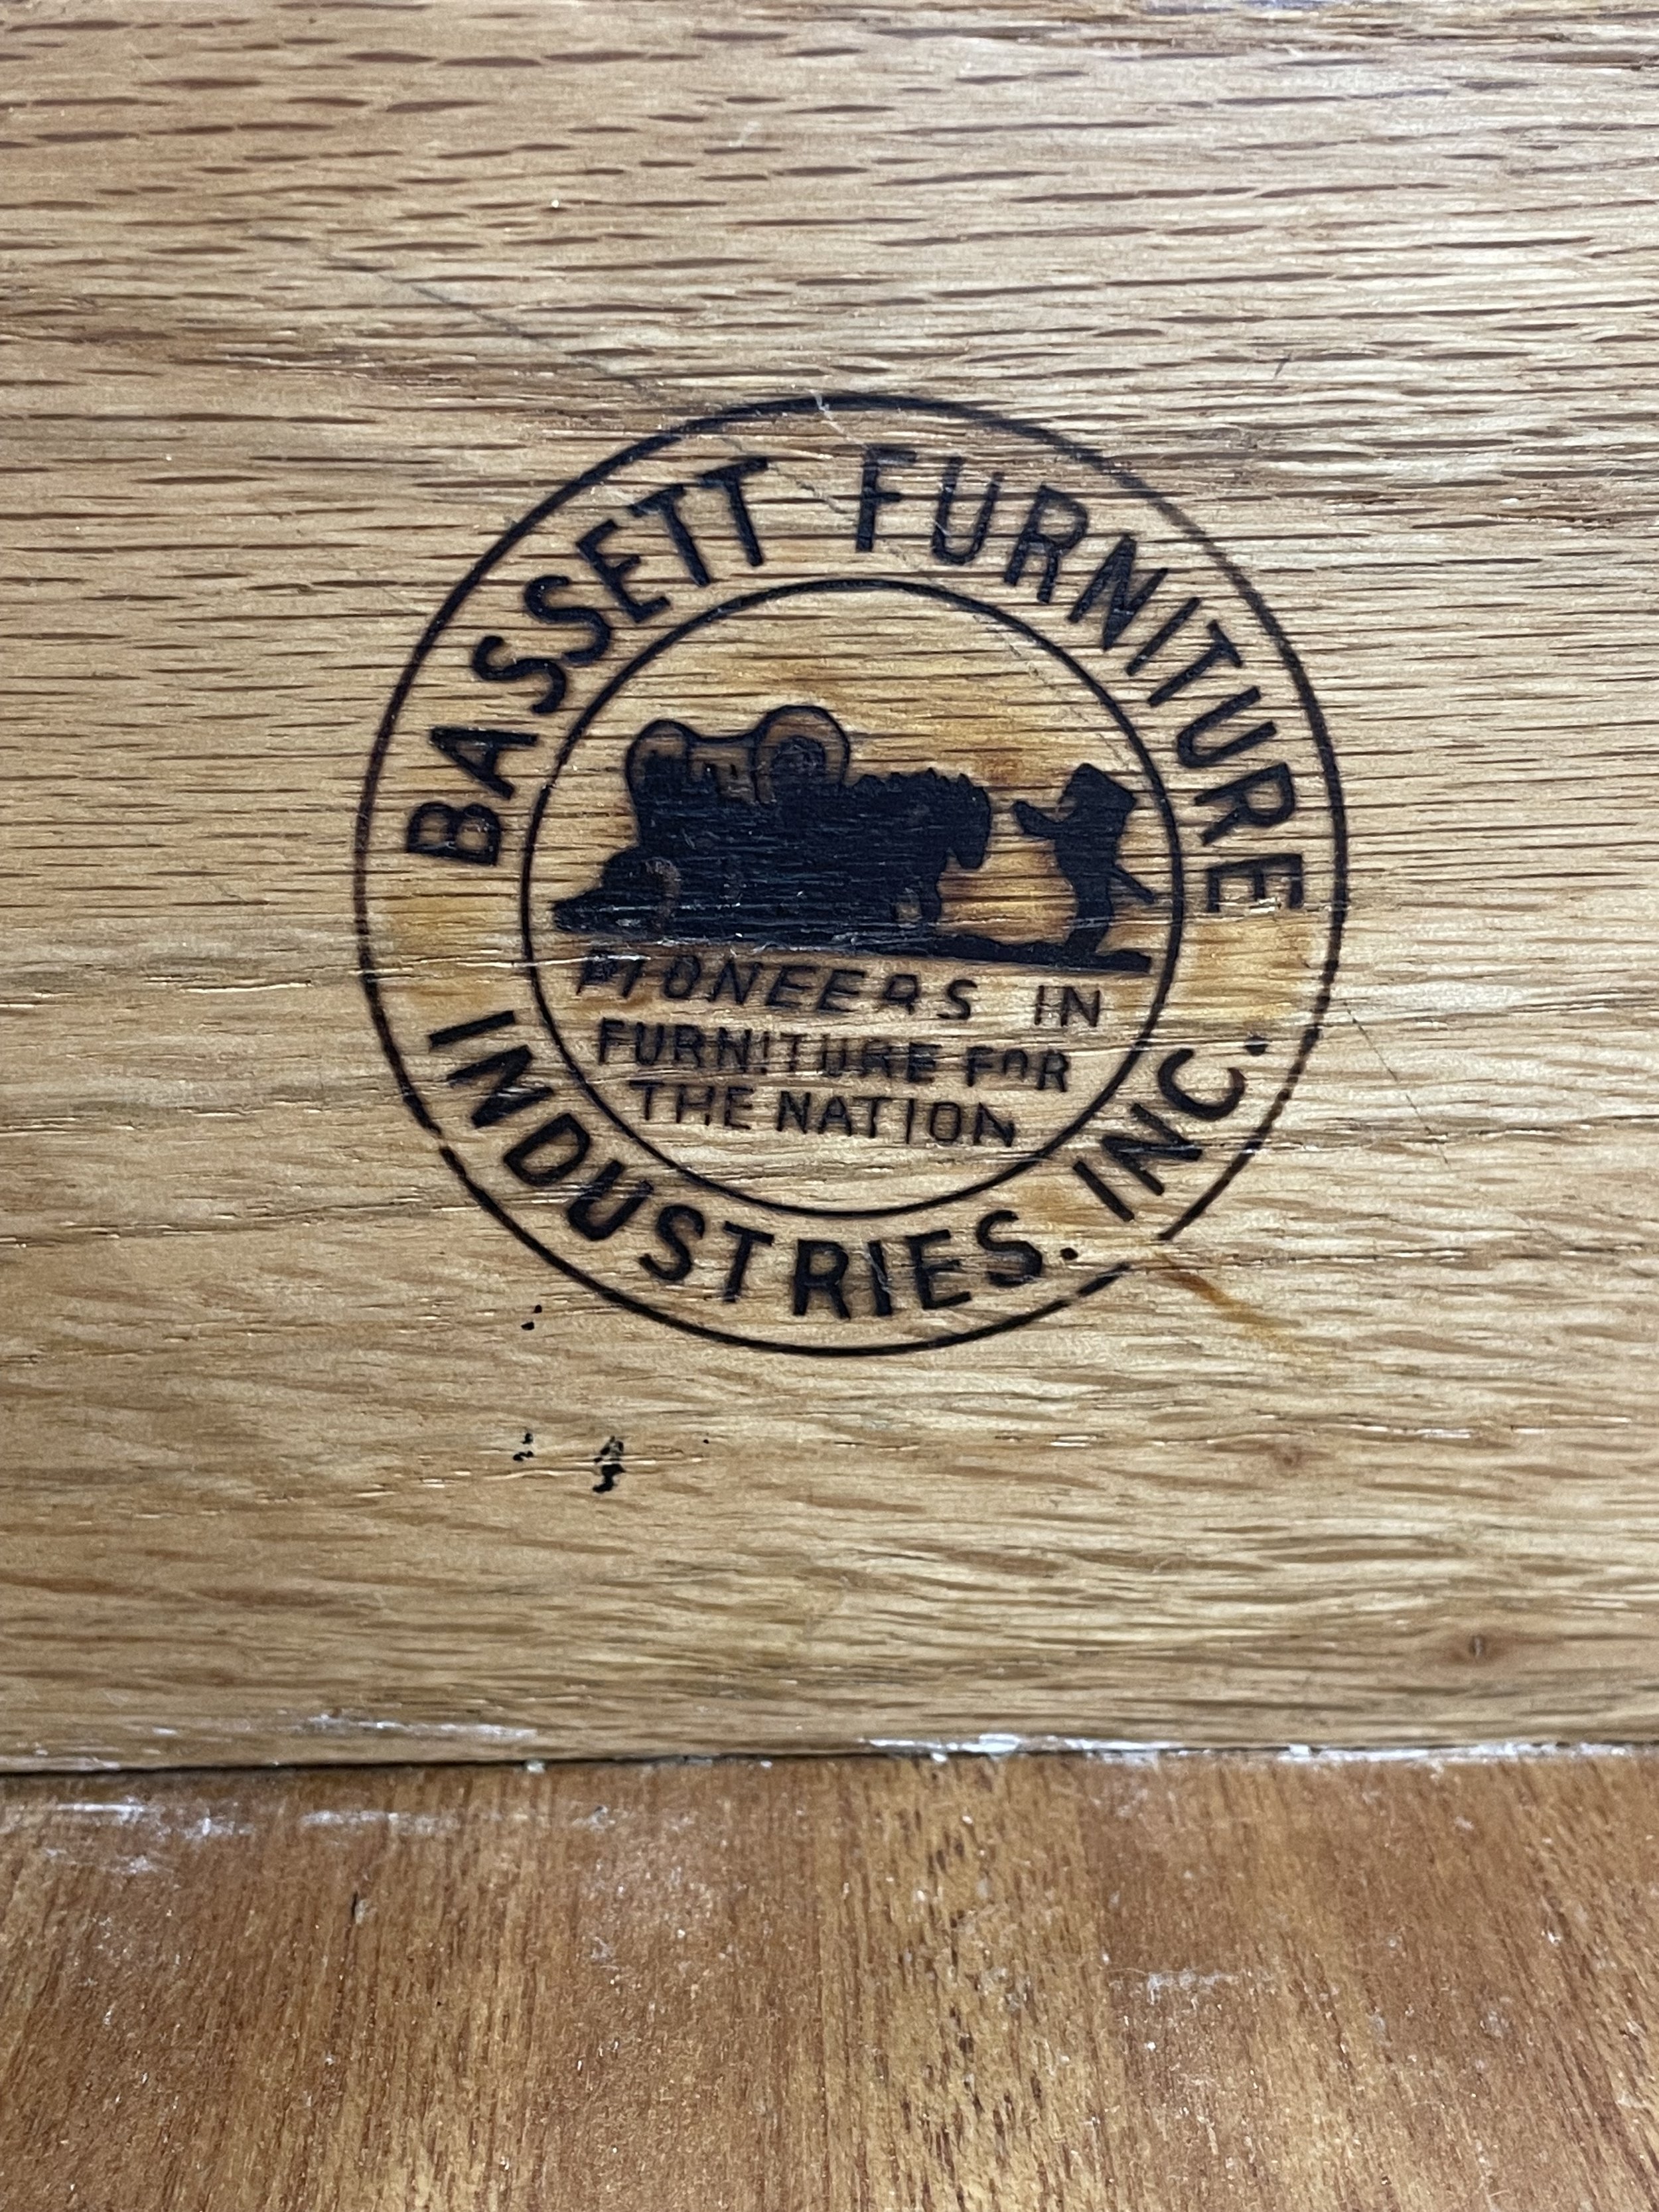 BASSETT FURNITURE
PIONEERS IN
FURNITURE FOR
THE NATION
INDUSTRIES. INC.